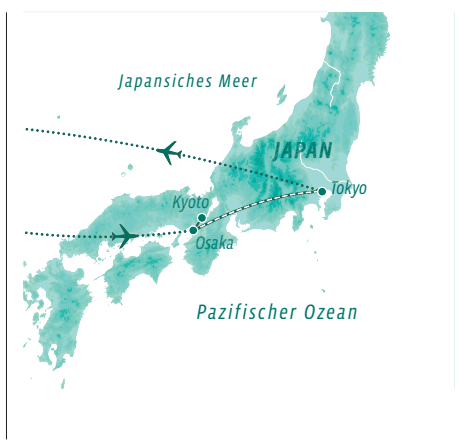 Japansiches Meer
JAPAN
Tokyo
Kyoto
Osaka
Pazifischer Ozean